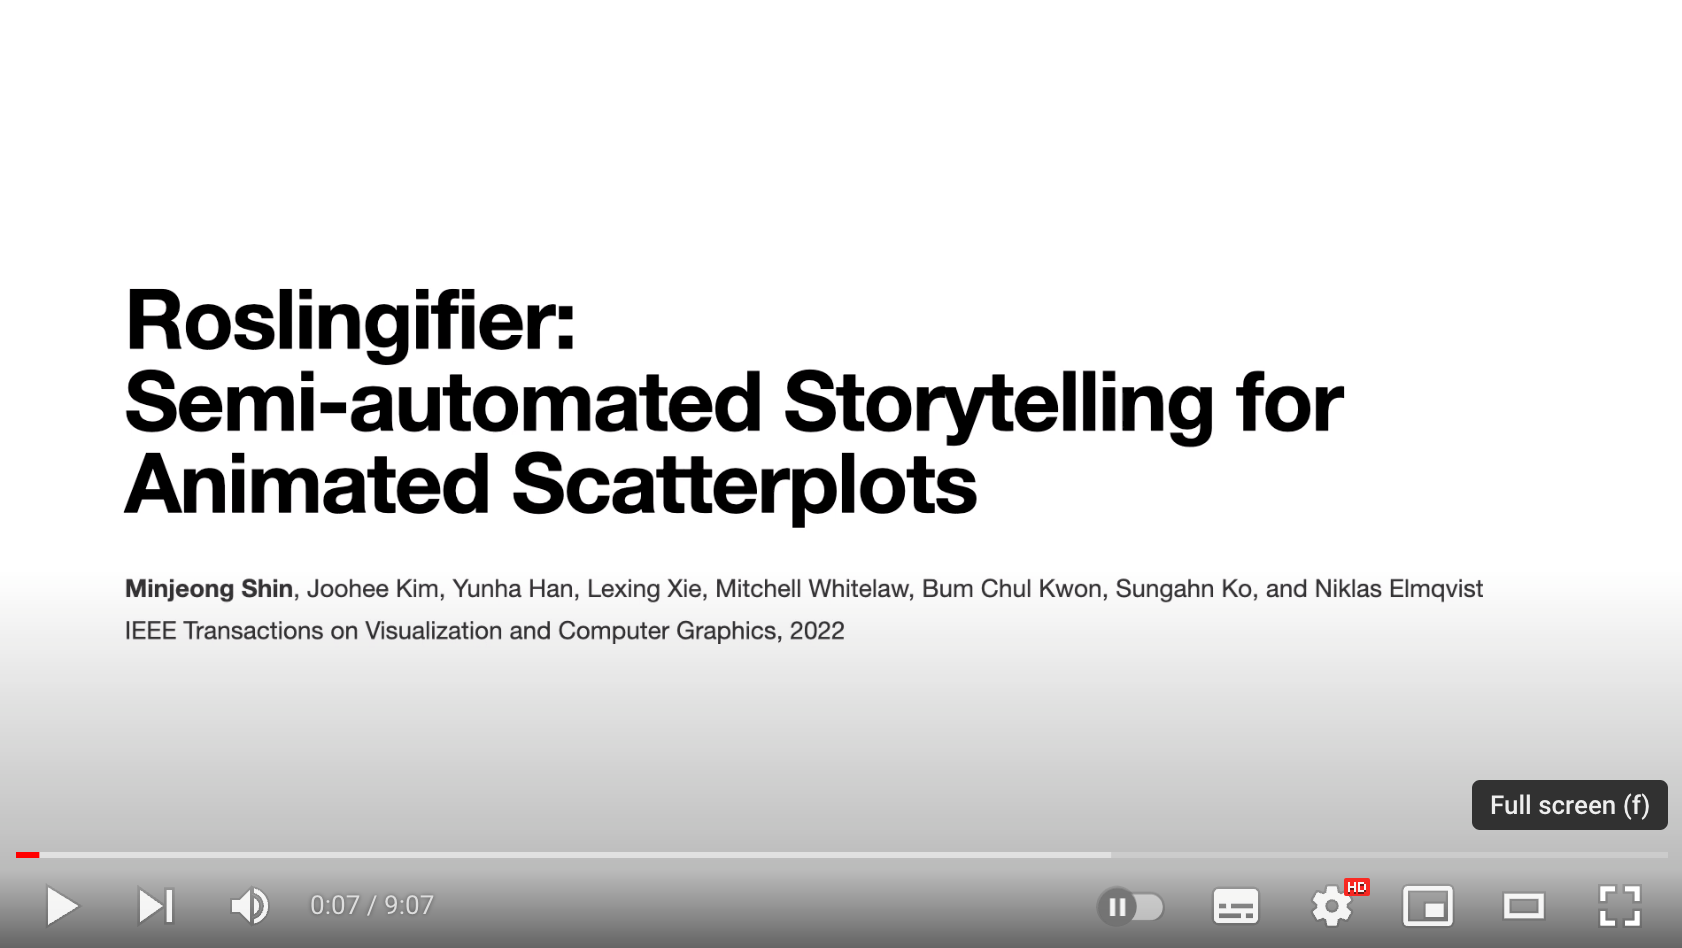 Roslingifier:
Semi-automated Storytelling for
Animated Scatterplots
Minjeong Shin, Joohee Kim, Yunha Han, Lexing Xie, Mitchell Whitelaw, Bum Chul Kwon, Sungahn Ko, and Niklas Elmqvist
IEEE Transactions on Visualization and Computer Graphics, 2022
Full screen (f)
0:07 / 9:07
HD